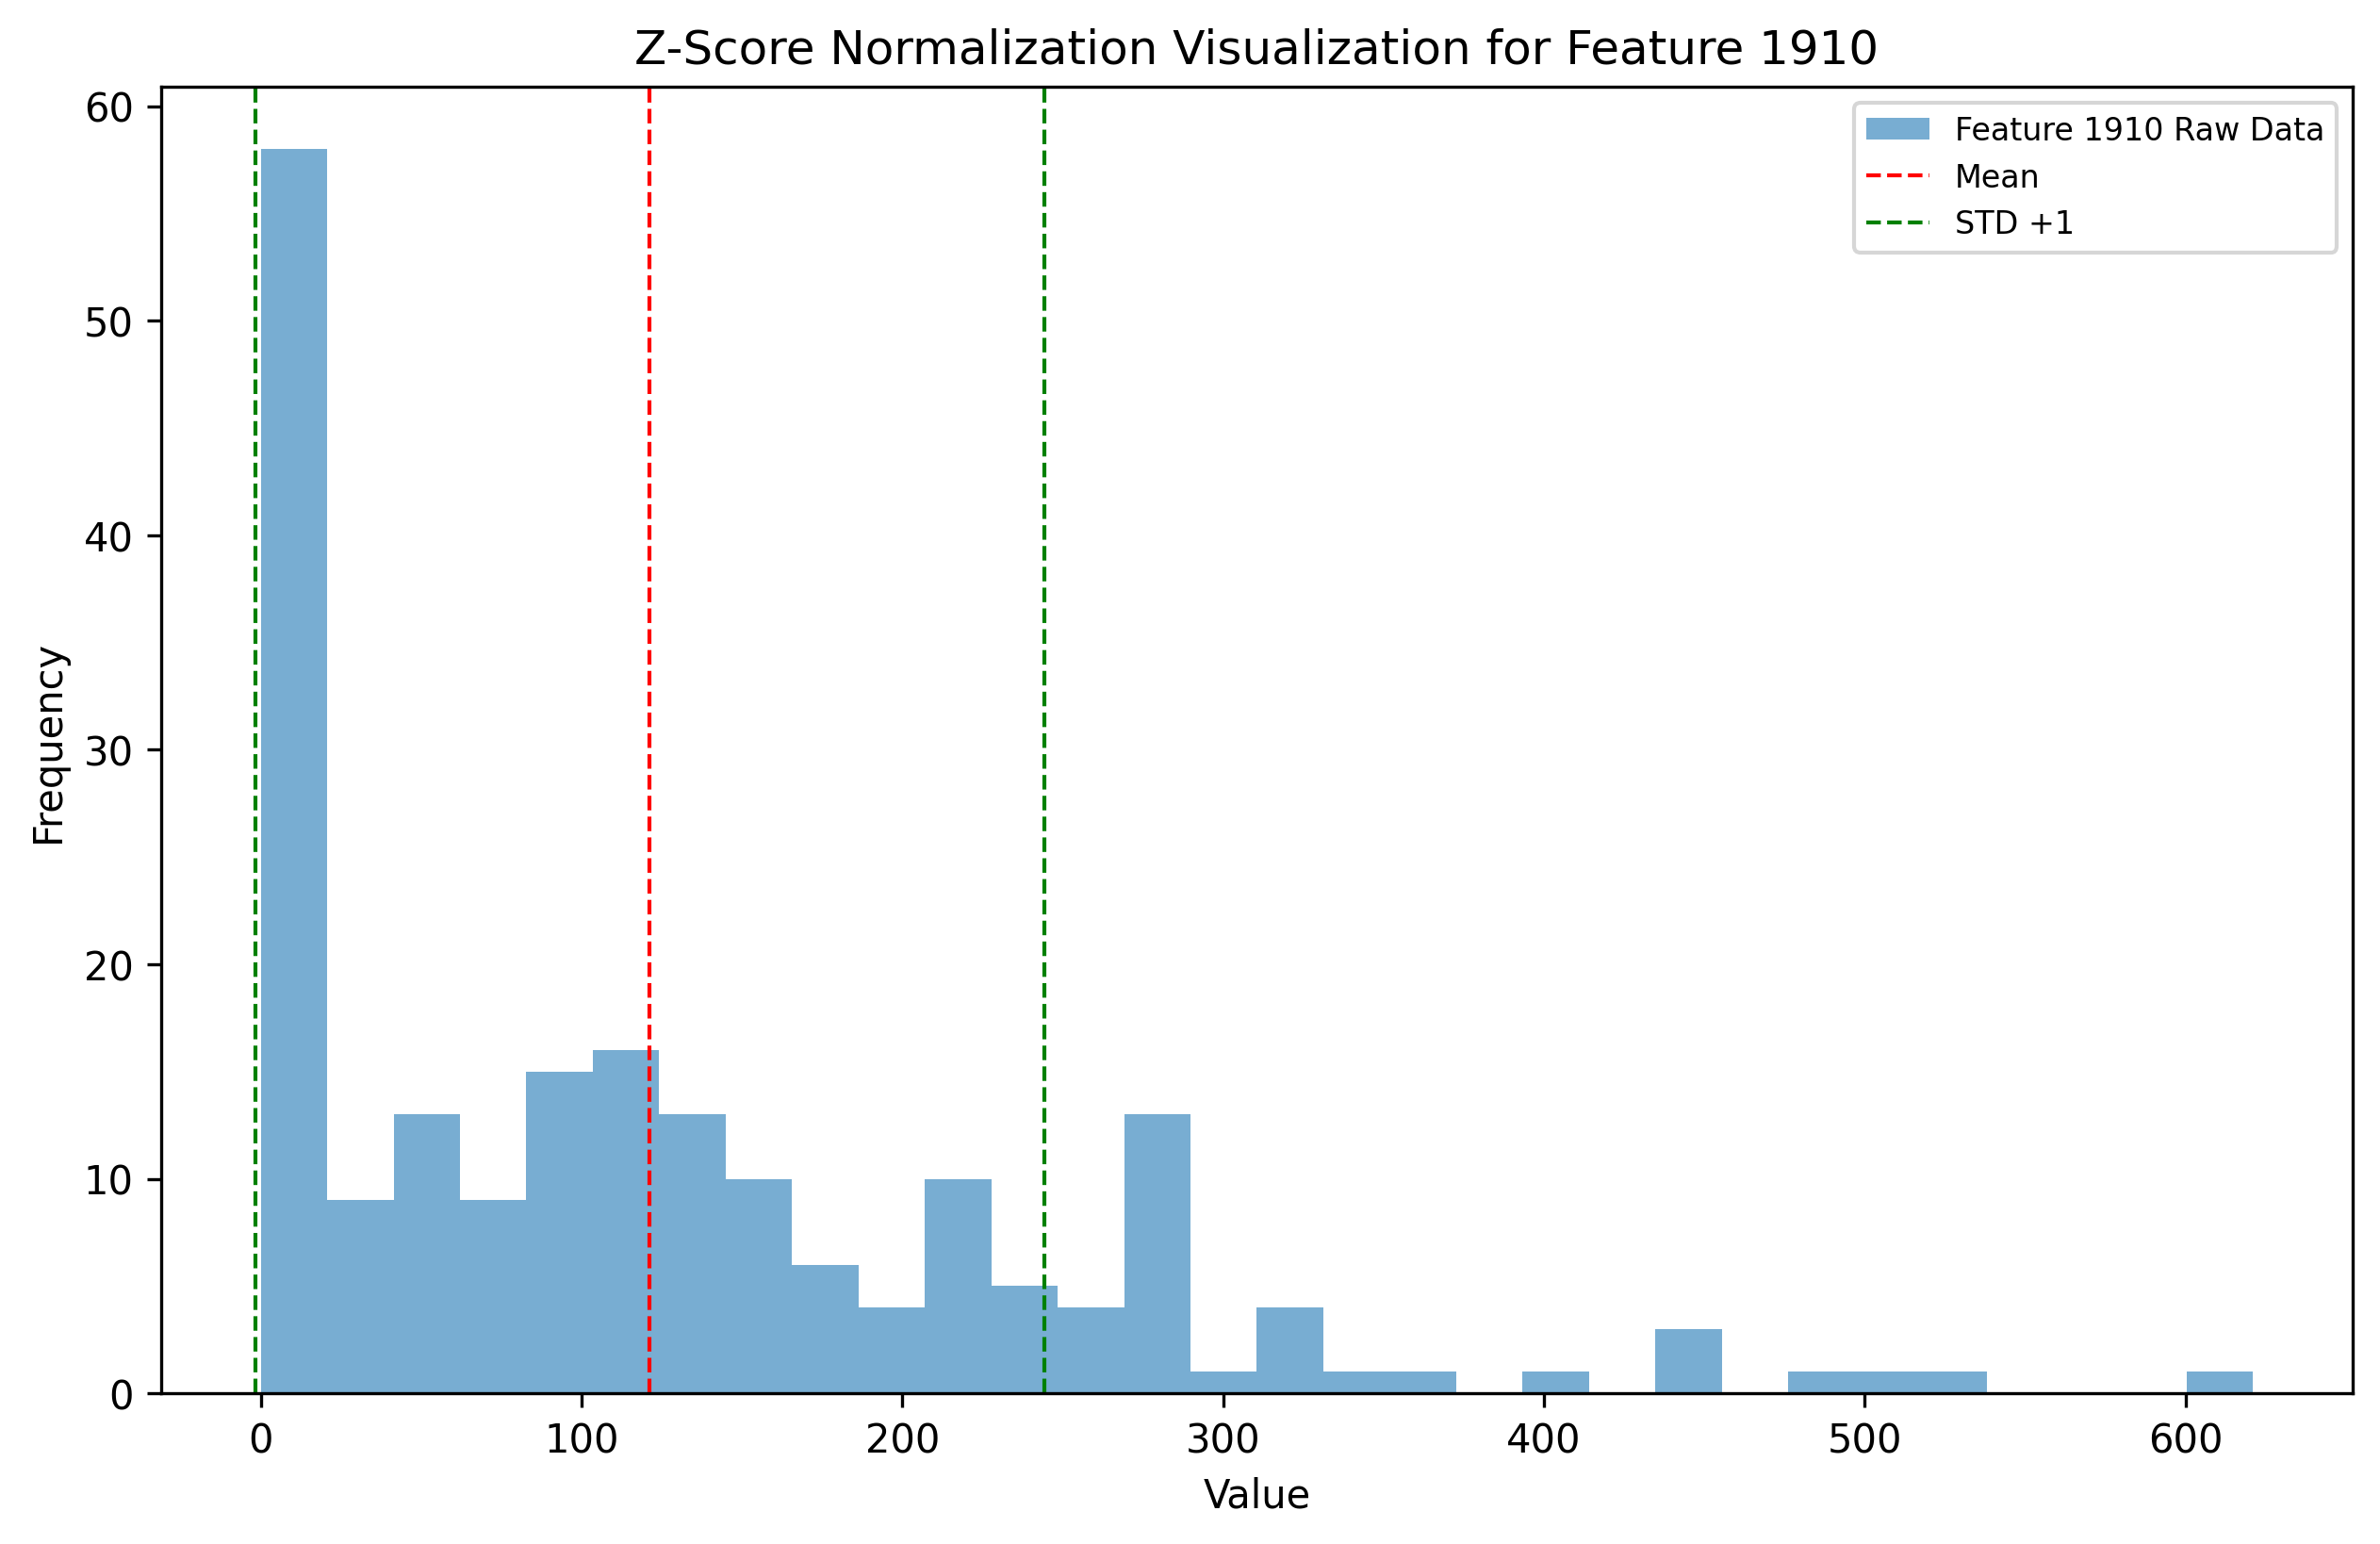 Z-Score Normalization Visualization for Feature 1910
Feature 1910 Raw Data
Mean
STD +1
60
50
40
30
20
10
0
Frequency
0 100 200 300 400 500 600
Value